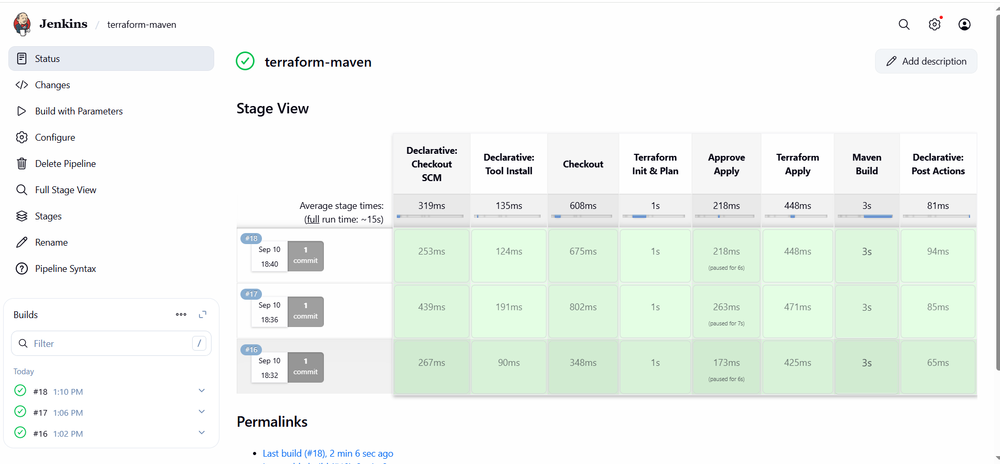 Jenkins / terraform-maven
Status
Changes
Build with Parameters
Configure
Delete Pipeline
Full Stage View
Stages
Rename
Pipeline Syntax
Builds
Filter
/
Today
#18 1:10 PM
#17 1:06 PM
#16 1:02 PM
terraform-maven
Add description
Stage View
Declarative:
Checkout
SCM
Declarative:
Tool Install
Checkout
Terraform
Init & Plan
Approve
Apply
Terraform
Apply
Maven
Build
Declarative:
Post Actions
Average stage times:
(full run time: ~15s)
319ms
135ms
608ms
1s
218ms
448ms
3s
81ms
#18
Sep 10
18:40
1
commit
253ms
124ms
675ms
1s
218ms
(paused for 6s)
448ms
3s
94ms
#17
Sep 10
18:36
1
commit
439ms
191ms
802ms
1s
263ms
(paused for 7s)
471ms
3s
85ms
#16
Sep 10
18:32
1
commit
267ms
90ms
348ms
1s
173ms
(paused for 6s)
425ms
3s
65ms
Permalinks
Last build (#18), 2 min 6 sec ago